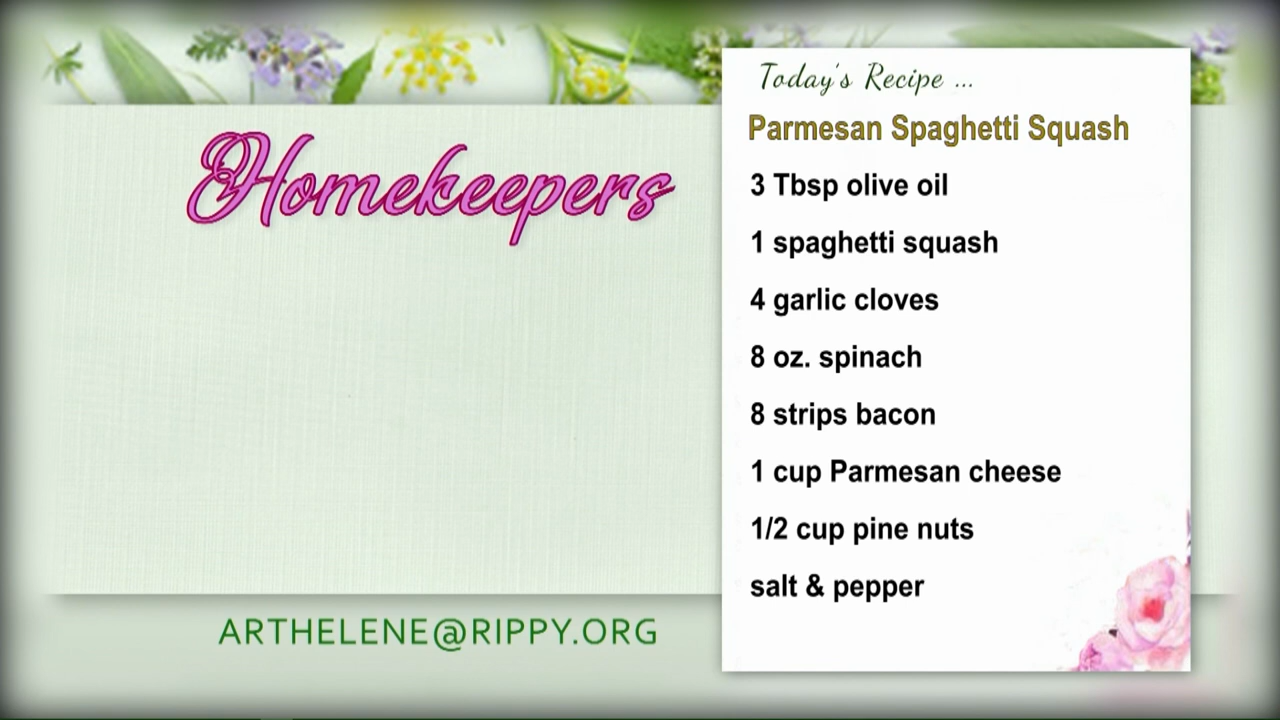 Homekeepers
ARTHELENE@RIPPY.ORG
Today's Recipe ...
Parmesan Spaghetti Squash
3 Tbsp olive oil
1 spaghetti squash
4 garlic cloves
8 oz. spinach
8 strips bacon
1 cup Parmesan cheese
1/2 cup pine nuts
salt & pepper